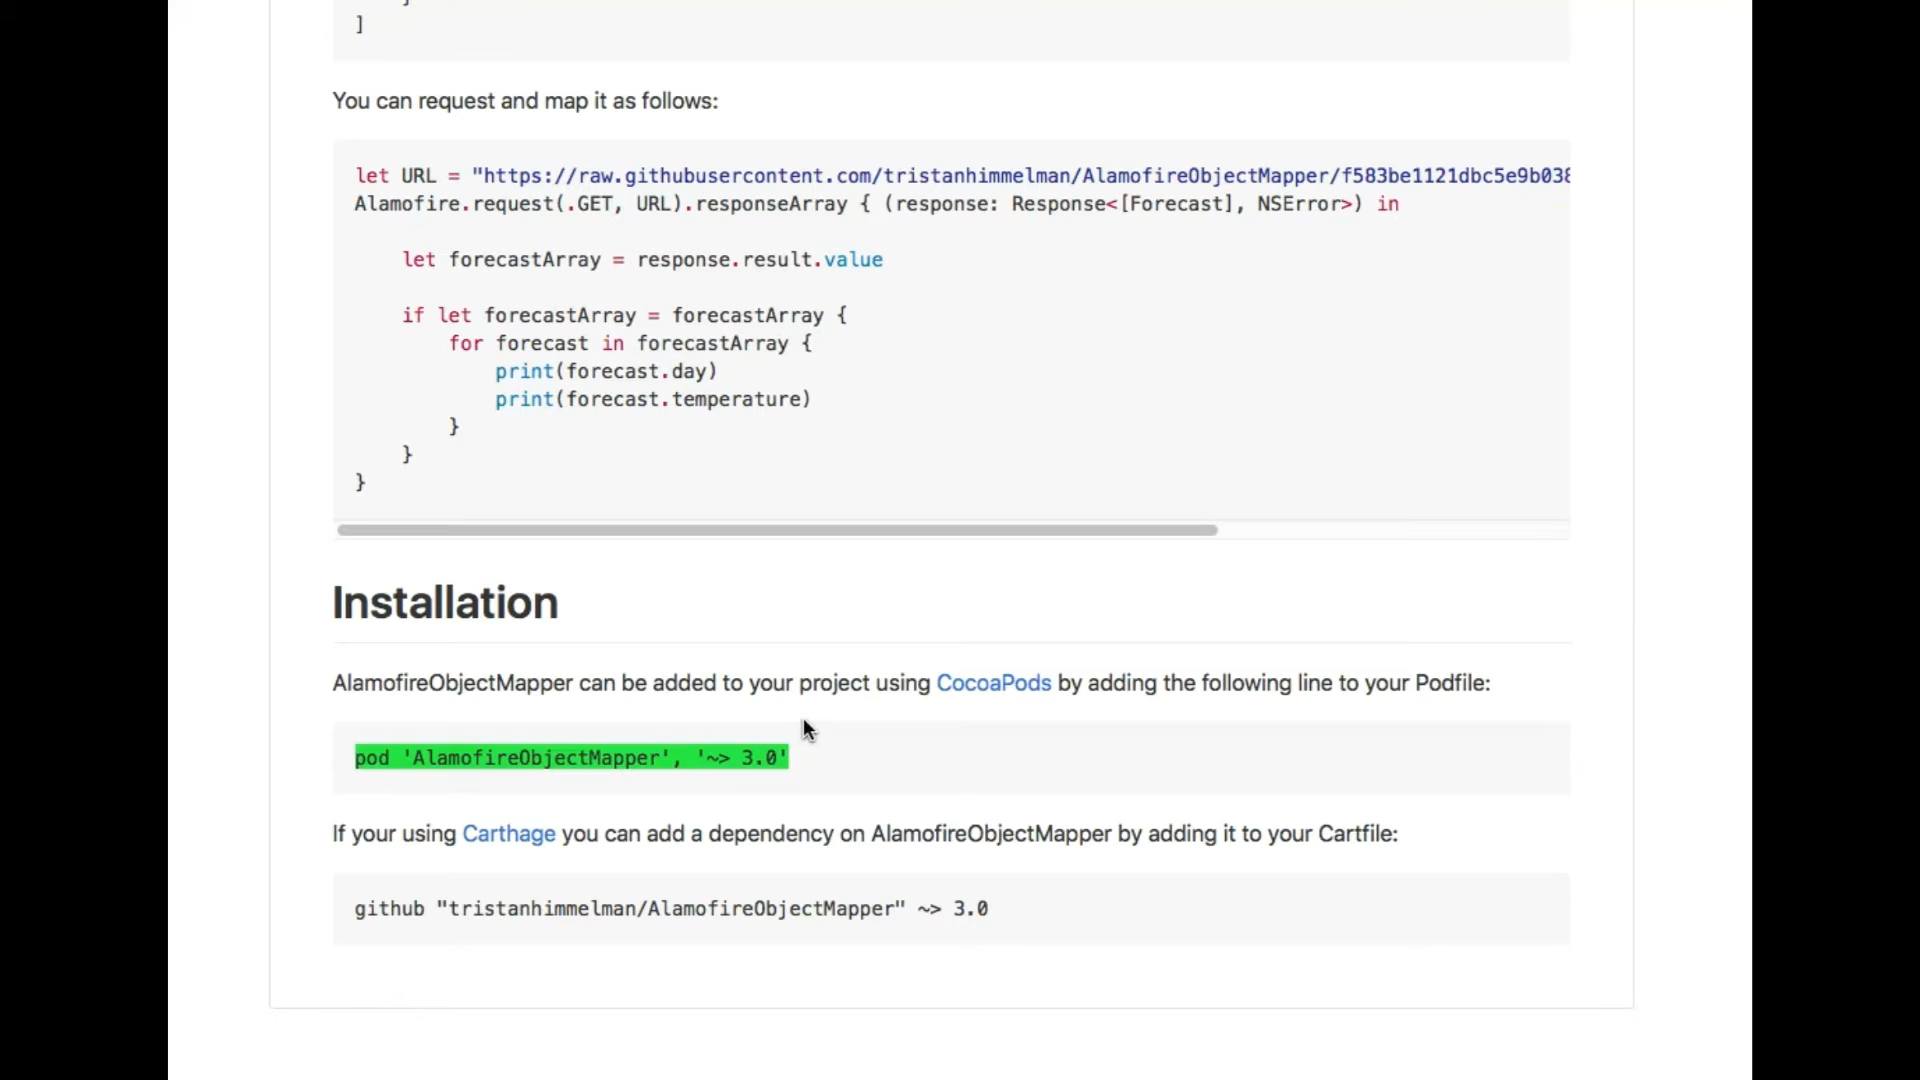 ]
You can request and map it as follows:
let URL = "https://raw.githubusercontent.com/tristanhimmelman/AlamofireObjectMapper/f583be1121dbc5e9b038
Alamofire.request(.GET, URL).responseArray { (response: Response<[Forecast], NSError>) in
let forecastArray = response.result.value
if let forecastArray = forecastArray {
for forecast in forecastArray {
print(forecast.day)
print(forecast.temperature)
}
}
}
Installation
AlamofireObjectMapper can be added to your project using CocoaPods by adding the following line to your Podfile:
pod 'AlamofireObjectMapper', '~> 3.0'
If your using Carthage you can add a dependency on AlamofireObjectMapper by adding it to your Cartfile:
github "tristanhimmelman/AlamofireObjectMapper" ~> 3.0